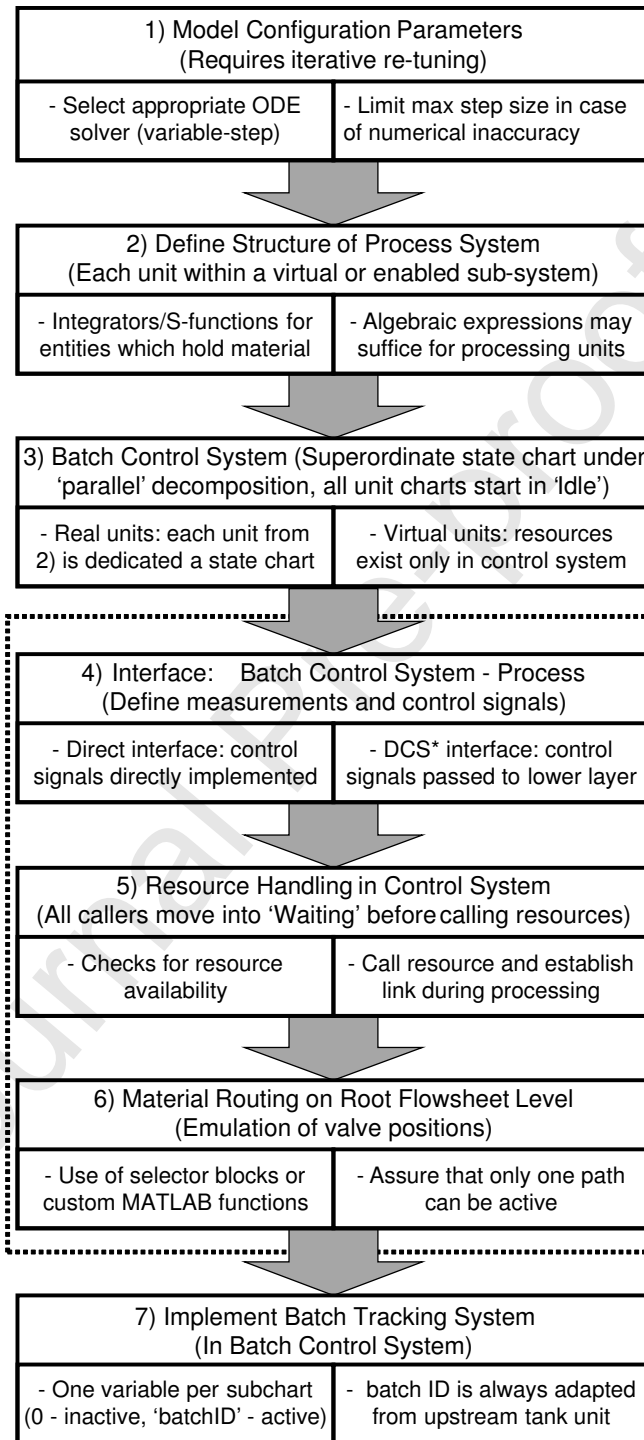 1) Model Configuration Parameters
(Requires iterative re-tuning)
- Select appropriate ODE
solver (variable-step)
- Limit max step size in case
of numerical inaccuracy
2) Define Structure of Process System
(Each unit within a virtual or enabled sub-system)
- Integrators/S-functions for
entities which hold material
- Algebraic expressions may
suffice for processing units
3) Batch Control System (Superordinate state chart under
‘parallel’ decomposition, all unit charts start in ‘Idle’)
- Real units: each unit from
2) is dedicated a state chart
- Virtual units: resources
exist only in control system
4) Interface: Batch Control System - Process
(Define measurements and control signals)
- Direct interface: control
signals directly implemented
- DCS* interface: control
signals passed to lower layer
5) Resource Handling in Control System
(All callers move into ‘Waiting’ before calling resources)
- Checks for resource
availability
- Call resource and establish
link during processing
6) Material Routing on Root Flowsheet Level
(Emulation of valve positions)
- Use of selector blocks or
custom MATLAB functions
- Assure that only one path
can be active
7) Implement Batch Tracking System
(In Batch Control System)
- One variable per subchart
(0 - inactive, ‘batchID’ - active)
- batch ID is always adapted
from upstream tank unit
urnal Pre-proof